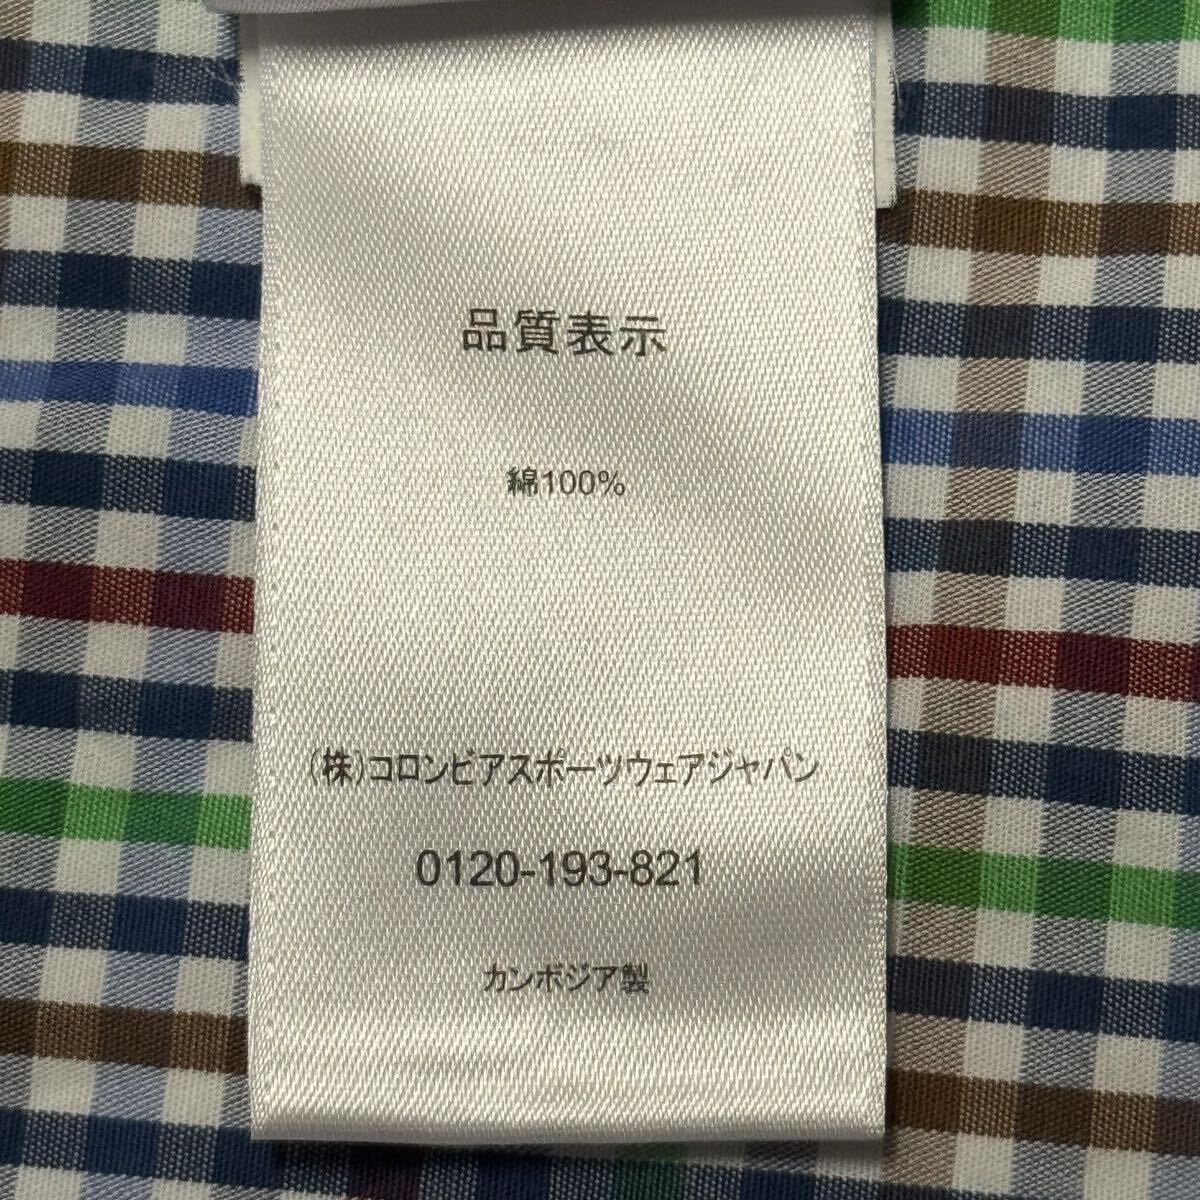 品質表示
綿100%
(株)コロンビアスポーツウェアジャパン
0120-193-821
カンボジア製